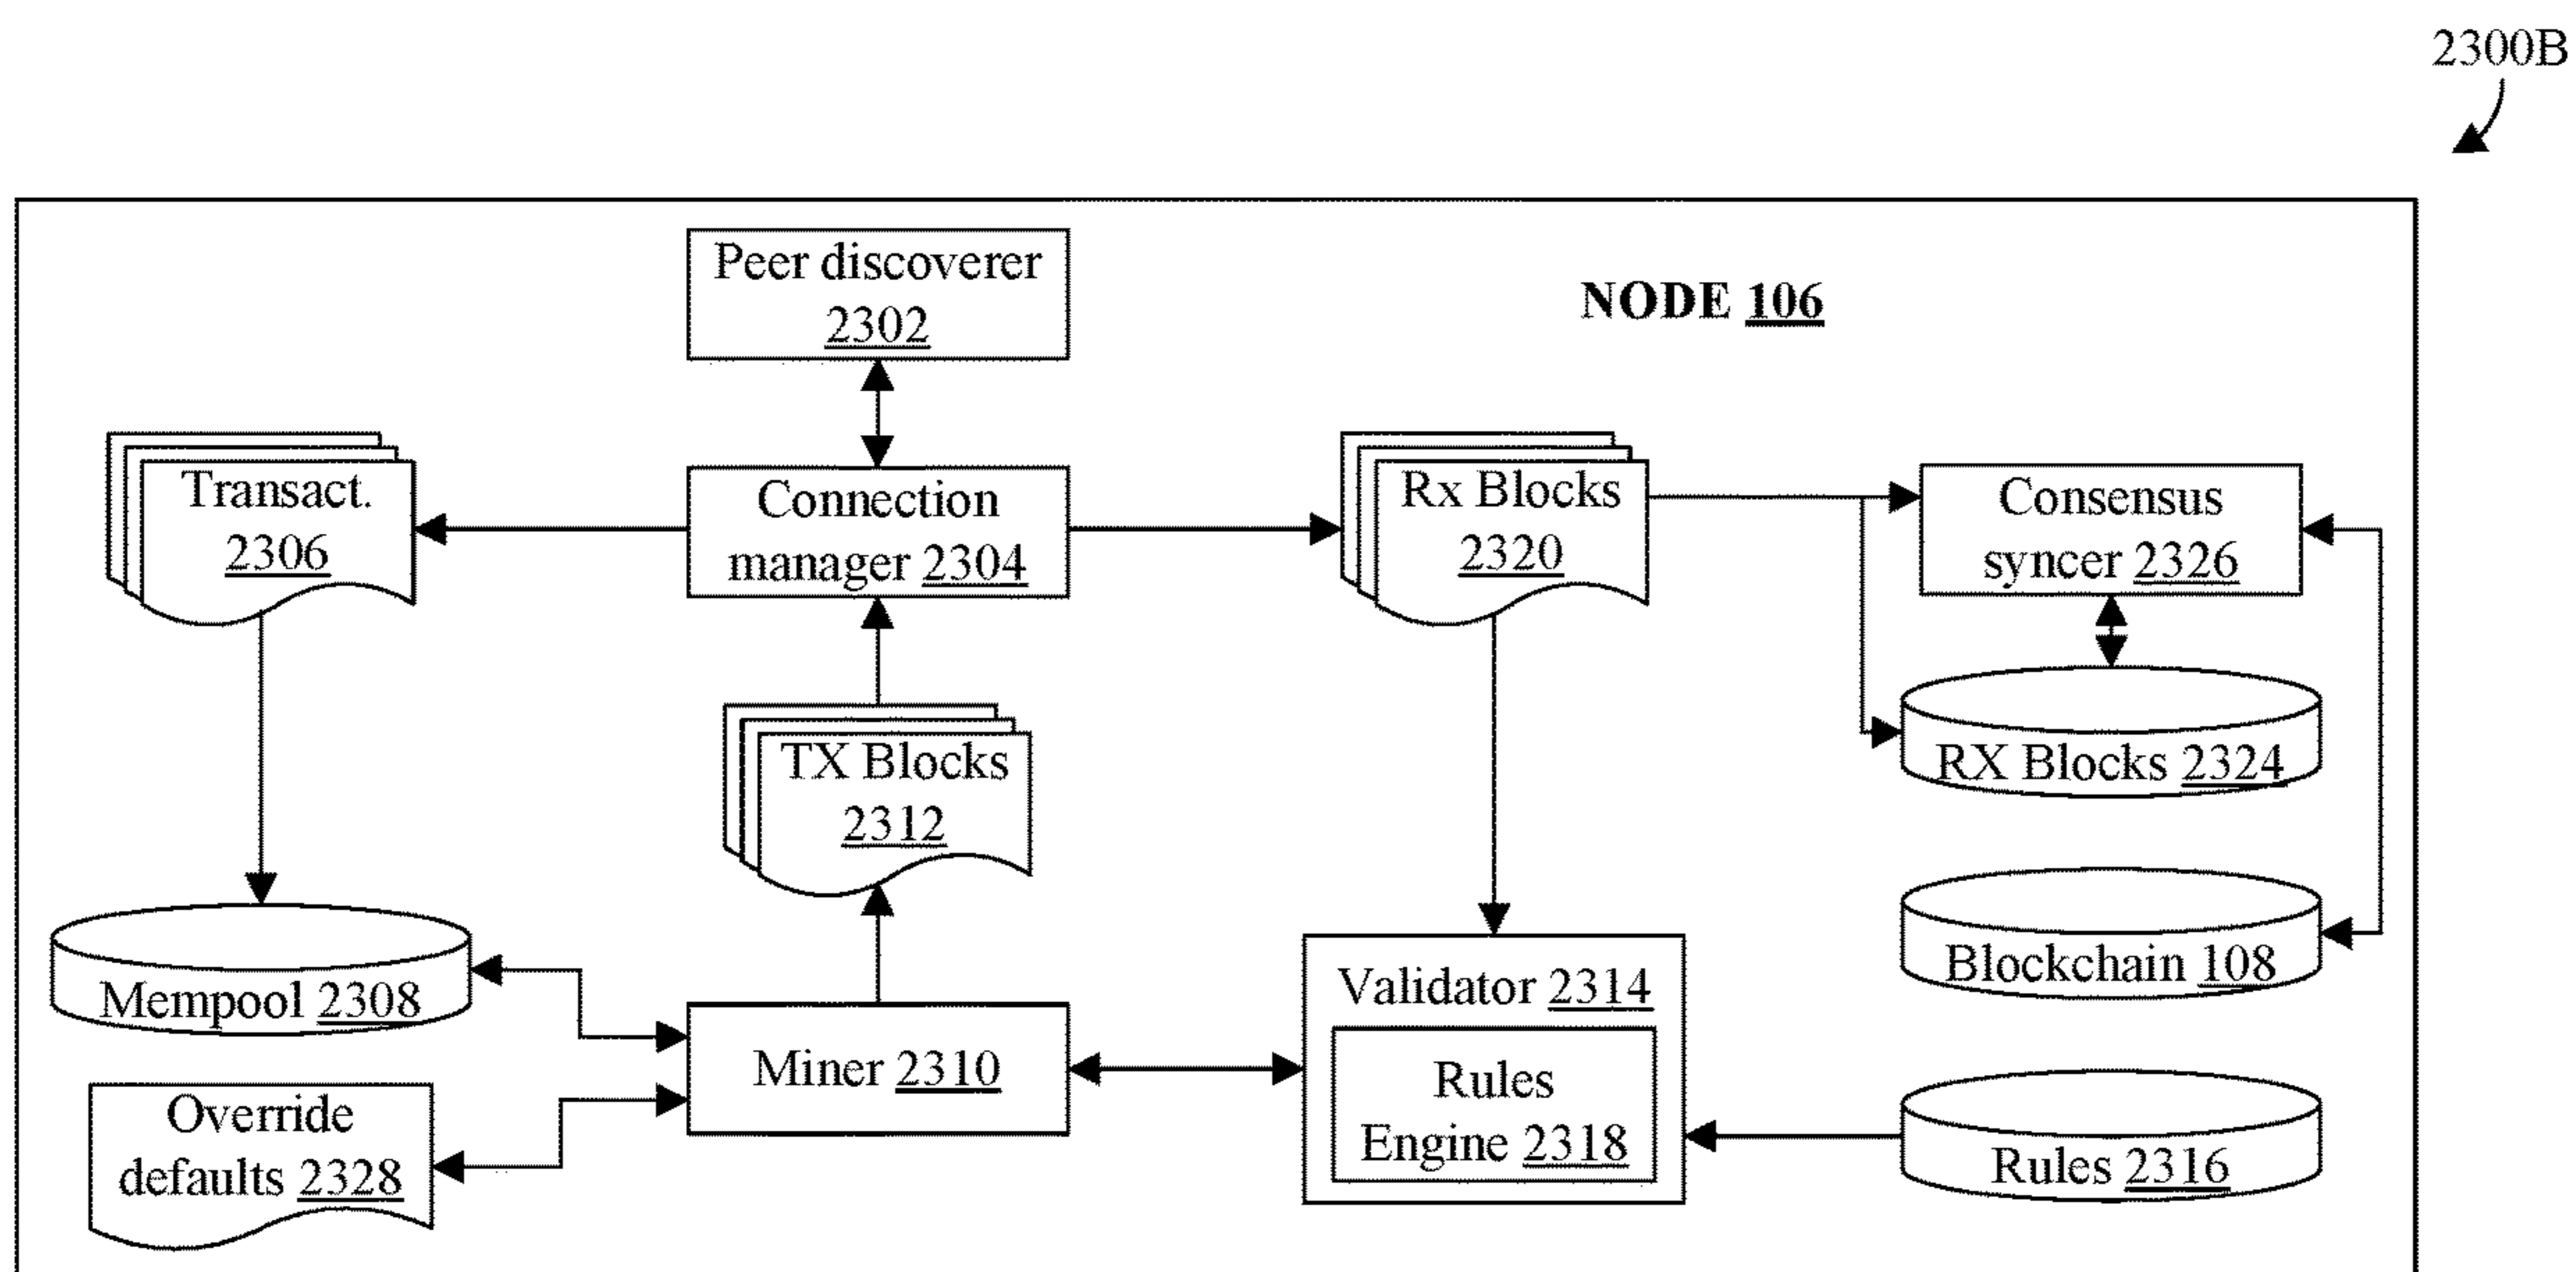 2300B
Peer discoverer
2302
NODE 106
Transact.
2306
Connection
manager 2304
Rx Blocks
2320
Consensus
syncer 2326
TX Blocks
2312
RX Blocks 2324
Mempool 2308
Blockchain 108
Miner 2310
Validator 2314
Rules
Engine 2318
Override
defaults 2328
Rules 2316